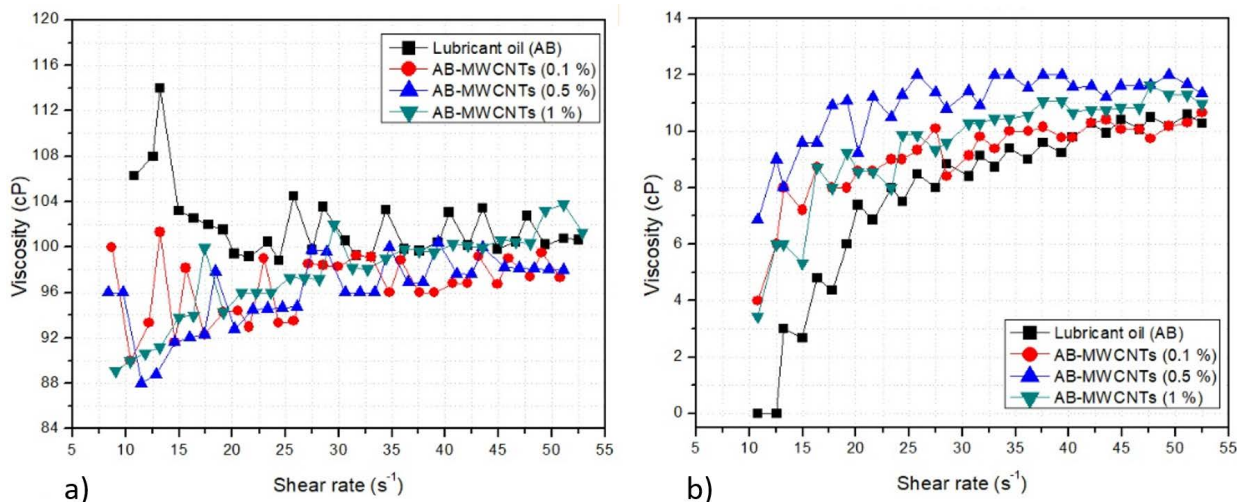 120
116
112
108
104
100
96
92
88
84
Viscosity (cP)
Lubricant oil (AB)
AB-MWCNTs (0.1 %)
AB-MWCNTs (0.5 %)
AB-MWCNTs (1 %)
5 10 15 20 25 30 35 40 45 50 55
Shear rate (s⁻¹)
a)
14
12
10
8
6
4
2
0
Viscosity (cP)
Lubricant oil (AB)
AB-MWCNTs (0.1 %)
AB-MWCNTs (0.5 %)
AB-MWCNTs (1 %)
5 10 15 20 25 30 35 40 45 50 55
Shear rate (s⁻¹)
b)